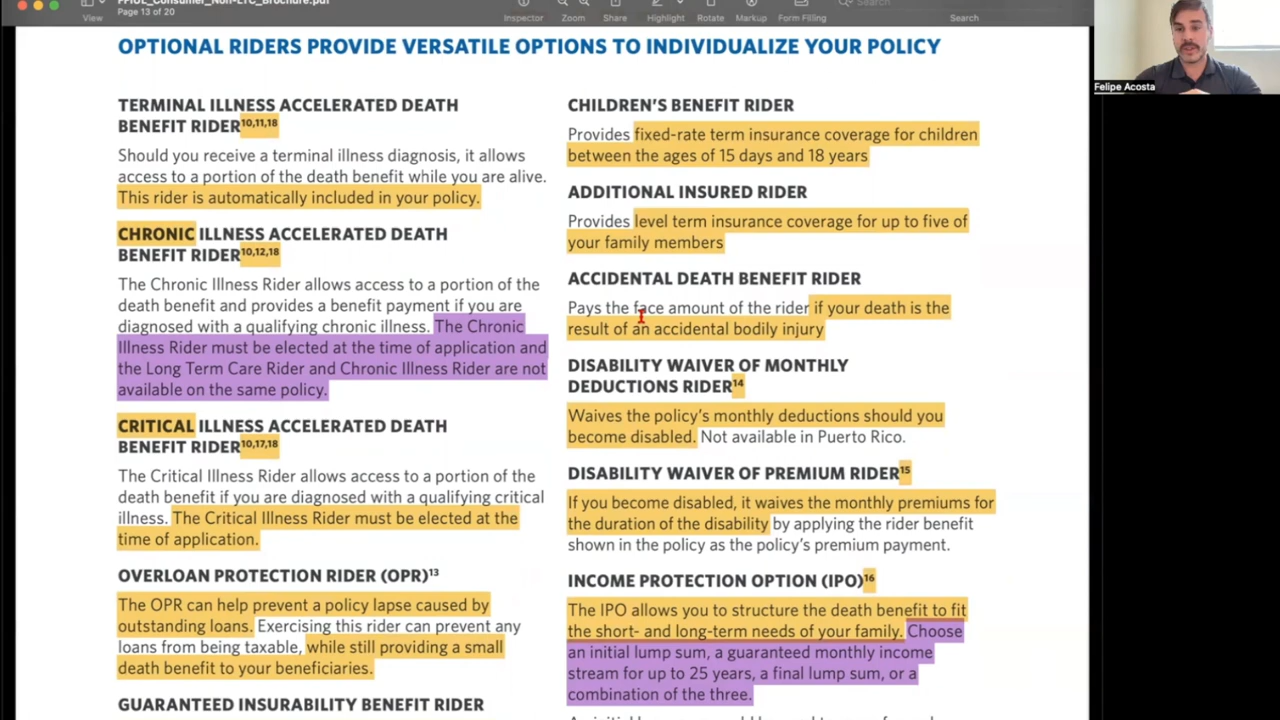 FFIUL_Consumer_Non-LTC_Brochure.pdf
Page 13 of 20
View
Inspector
Zoom
Share
Highlight
Rotate
Markup
Form Filling
Search
Search
Felipe Acosta
OPTIONAL RIDERS PROVIDE VERSATILE OPTIONS TO INDIVIDUALIZE YOUR POLICY
TERMINAL ILLNESS ACCELERATED DEATH
BENEFIT RIDER10,11,18
Should you receive a terminal illness diagnosis, it allows
access to a portion of the death benefit while you are alive.
This rider is automatically included in your policy.
CHRONIC ILLNESS ACCELERATED DEATH
BENEFIT RIDER10,12,18
The Chronic Illness Rider allows access to a portion of the
death benefit and provides a benefit payment if you are
diagnosed with a qualifying chronic illness. The Chronic
Illness Rider must be elected at the time of application and
the Long Term Care Rider and Chronic Illness Rider are not
available on the same policy.
CRITICAL ILLNESS ACCELERATED DEATH
BENEFIT RIDER10,17,18
The Critical Illness Rider allows access to a portion of the
death benefit if you are diagnosed with a qualifying critical
illness. The Critical Illness Rider must be elected at the
time of application.
OVERLOAN PROTECTION RIDER (OPR)13
The OPR can help prevent a policy lapse caused by
outstanding loans. Exercising this rider can prevent any
loans from being taxable, while still providing a small
death benefit to your beneficiaries.
GUARANTEED INSURABILITY BENEFIT RIDER
CHILDREN'S BENEFIT RIDER
Provides fixed-rate term insurance coverage for children
between the ages of 15 days and 18 years
ADDITIONAL INSURED RIDER
Provides level term insurance coverage for up to five of
your family members
ACCIDENTAL DEATH BENEFIT RIDER
Pays the face amount of the rider if your death is the
result of an accidental bodily injury
DISABILITY WAIVER OF MONTHLY
DEDUCTIONS RIDER14
Waives the policy's monthly deductions should you
become disabled. Not available in Puerto Rico.
DISABILITY WAIVER OF PREMIUM RIDER15
If you become disabled, it waives the monthly premiums for
the duration of the disability by applying the rider benefit
shown in the policy as the policy's premium payment.
INCOME PROTECTION OPTION (IPO)16
The IPO allows you to structure the death benefit to fit
the short- and long-term needs of your family. Choose
an initial lump sum, a guaranteed monthly income
stream for up to 25 years, a final lump sum, or a
combination of the three.